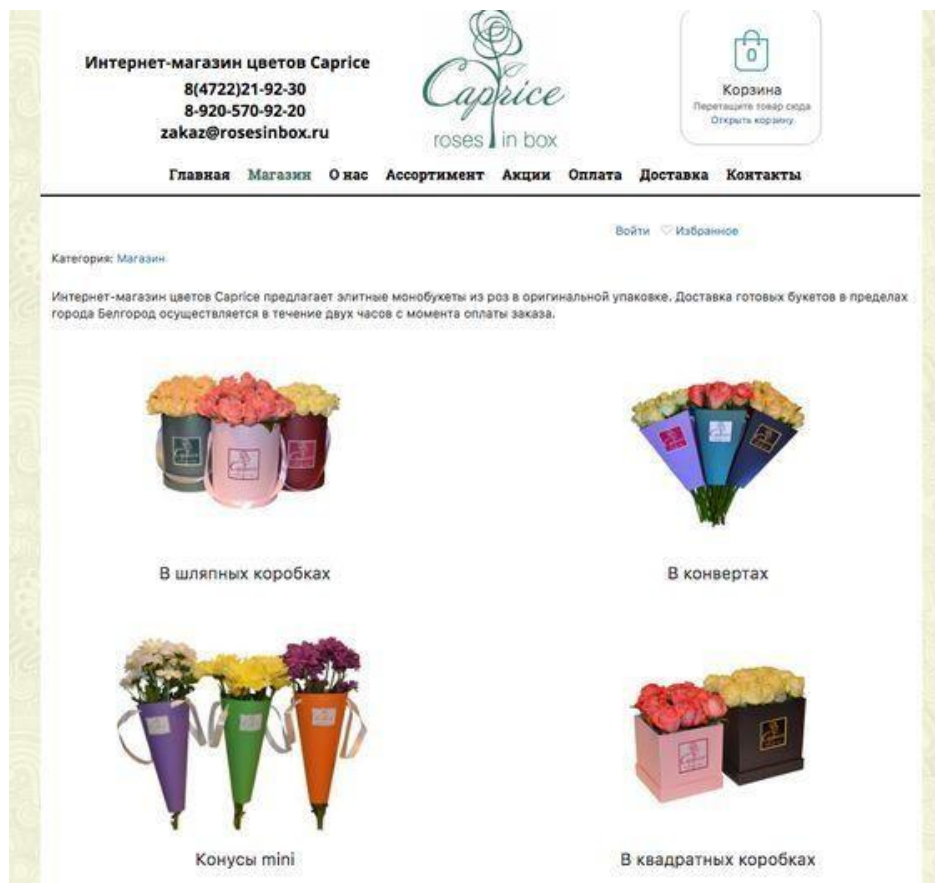 Интернет-магазин цветов Caprice
8(4722)21-92-30
8-920-570-92-20
zakaz@rosesinbox.ru
Caprice
roses in box
0
Корзина
Перетащите товар сюда
Открыть корзину.
Главная Магазин О нас Ассортимент Акции Оплата Доставка Контакты
Войти ♡ Избранное
Категория: Магазин
Интернет-магазин цветов Caprice предлагает элитные монобукеты из роз в оригинальной упаковке. Доставка готовых букетов в пределах
города Белгород осуществляется в течение двух часов с момента оплаты заказа.
В шляпных коробках
В конвертах
Конусы mini
В квадратных коробках